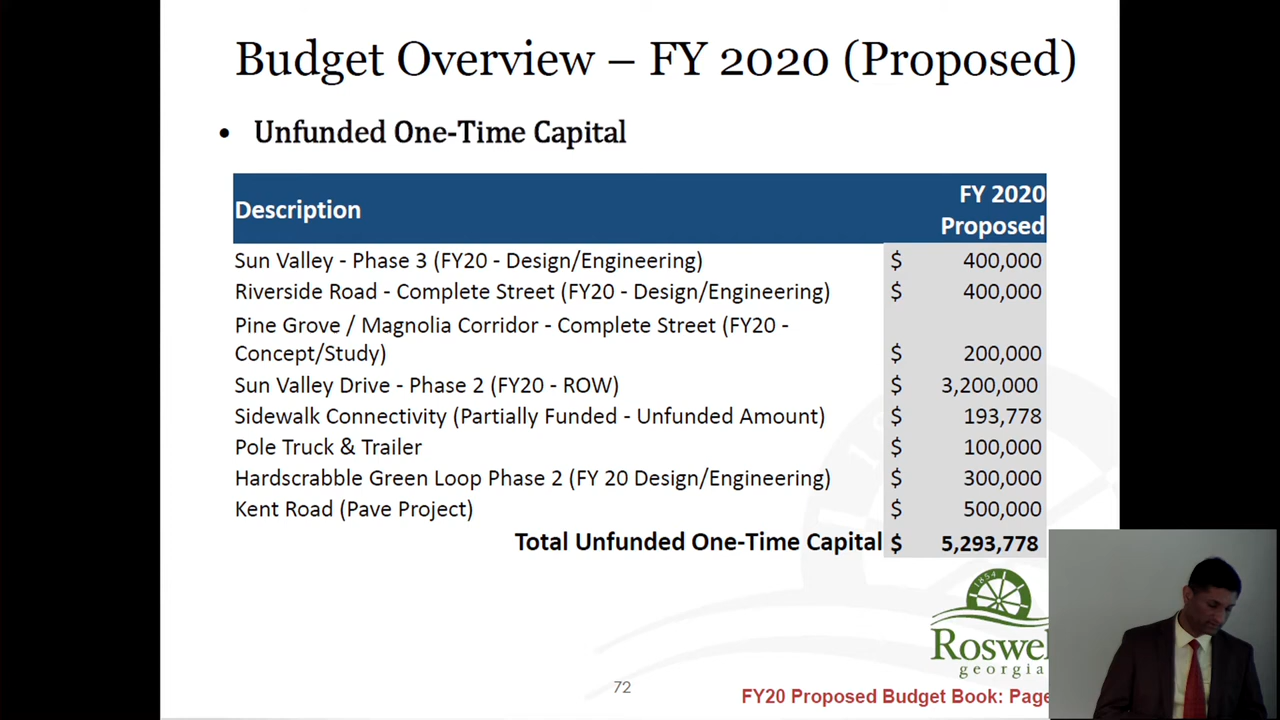 Budget Overview – FY 2020 (Proposed)
• Unfunded One-Time Capital
Description
FY 2020
Proposed
Sun Valley - Phase 3 (FY20 - Design/Engineering) $ 400,000
Riverside Road - Complete Street (FY20 - Design/Engineering) $ 400,000
Pine Grove / Magnolia Corridor - Complete Street (FY20 -
Concept/Study) $ 200,000
Sun Valley Drive - Phase 2 (FY20 - ROW) $ 3,200,000
Sidewalk Connectivity (Partially Funded - Unfunded Amount) $ 193,778
Pole Truck & Trailer $ 100,000
Hardscrabble Green Loop Phase 2 (FY 20 Design/Engineering) $ 300,000
Kent Road (Pave Project) $ 500,000
Total Unfunded One-Time Capital $ 5,293,778
1854
Roswel
georgia
72
FY20 Proposed Budget Book: Page